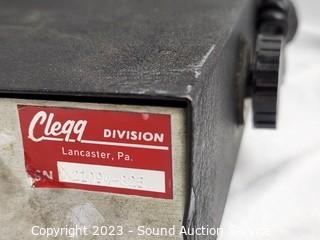 Clegg DIVISION
Lancaster, Pa.
SN
Copyright 2023 - Sound Auction Service